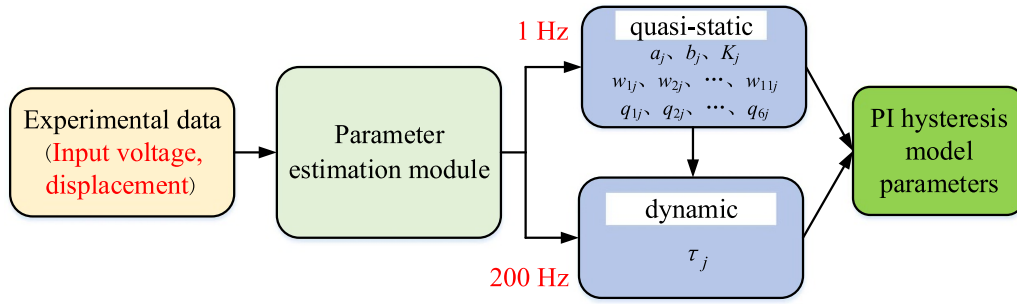 Experimental data
(Input voltage,
displacement)
Parameter
estimation module
1 Hz
quasi-static
aj、bj、Kj
w1j、w2j、…、w11j
q1j、q2j、…、q6j
dynamic
τj
200 Hz
PI hysteresis
model
parameters